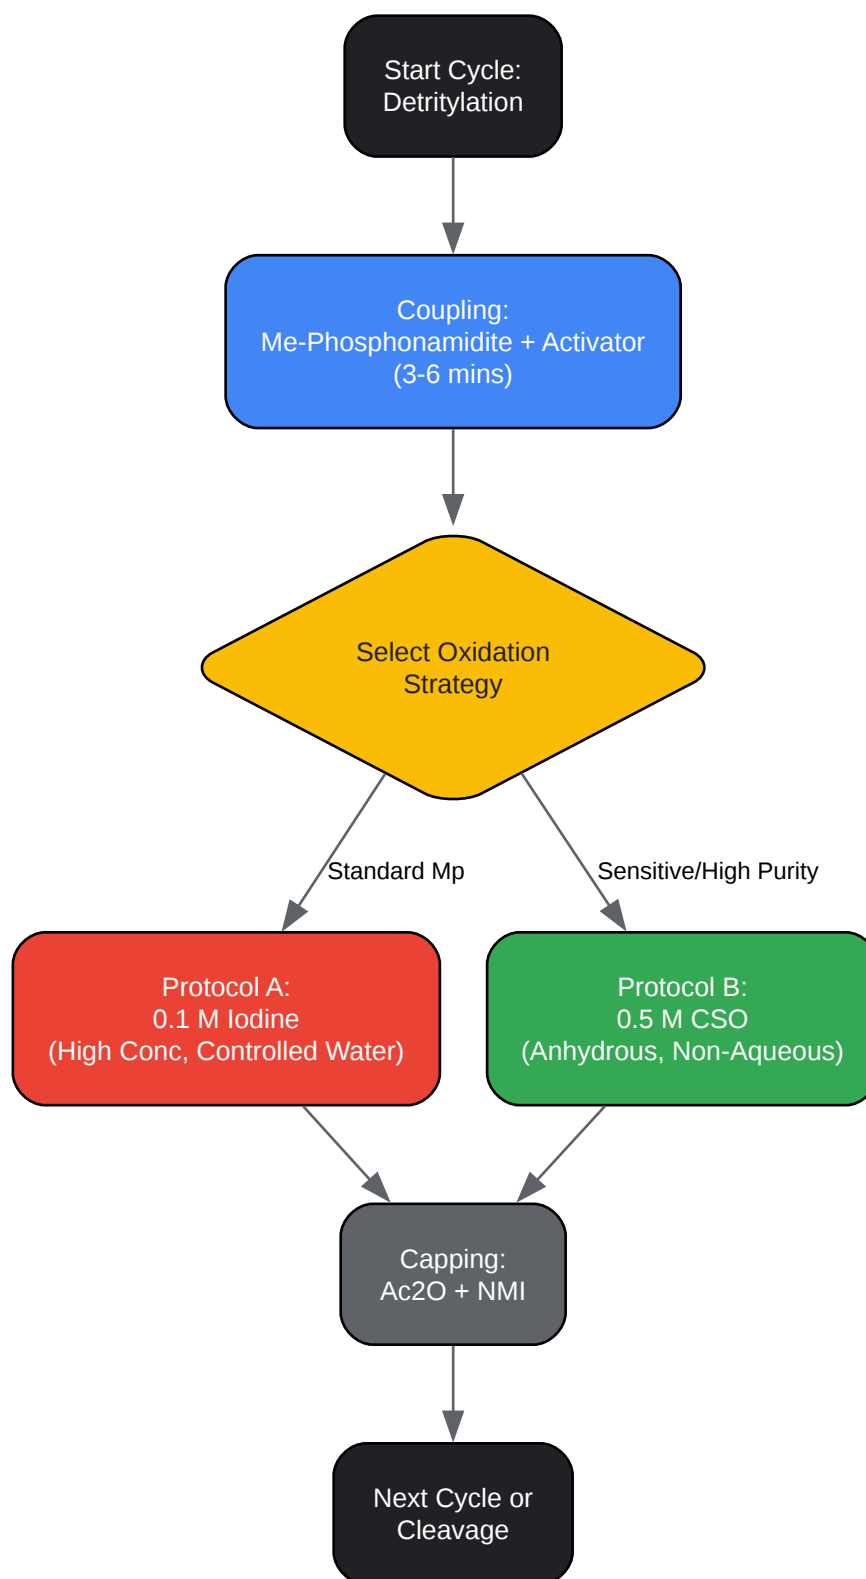 Start Cycle:
Detritylation
Coupling:
Me-Phosphonamidite + Activator
(3-6 mins)
Select Oxidation
Strategy
Standard Mp
Sensitive/High Purity
Protocol A:
0.1 M Iodine
(High Conc, Controlled Water)
Protocol B:
0.5 M CSO
(Anhydrous, Non-Aqueous)
Capping:
Ac2O + NMI
Next Cycle or
Cleavage